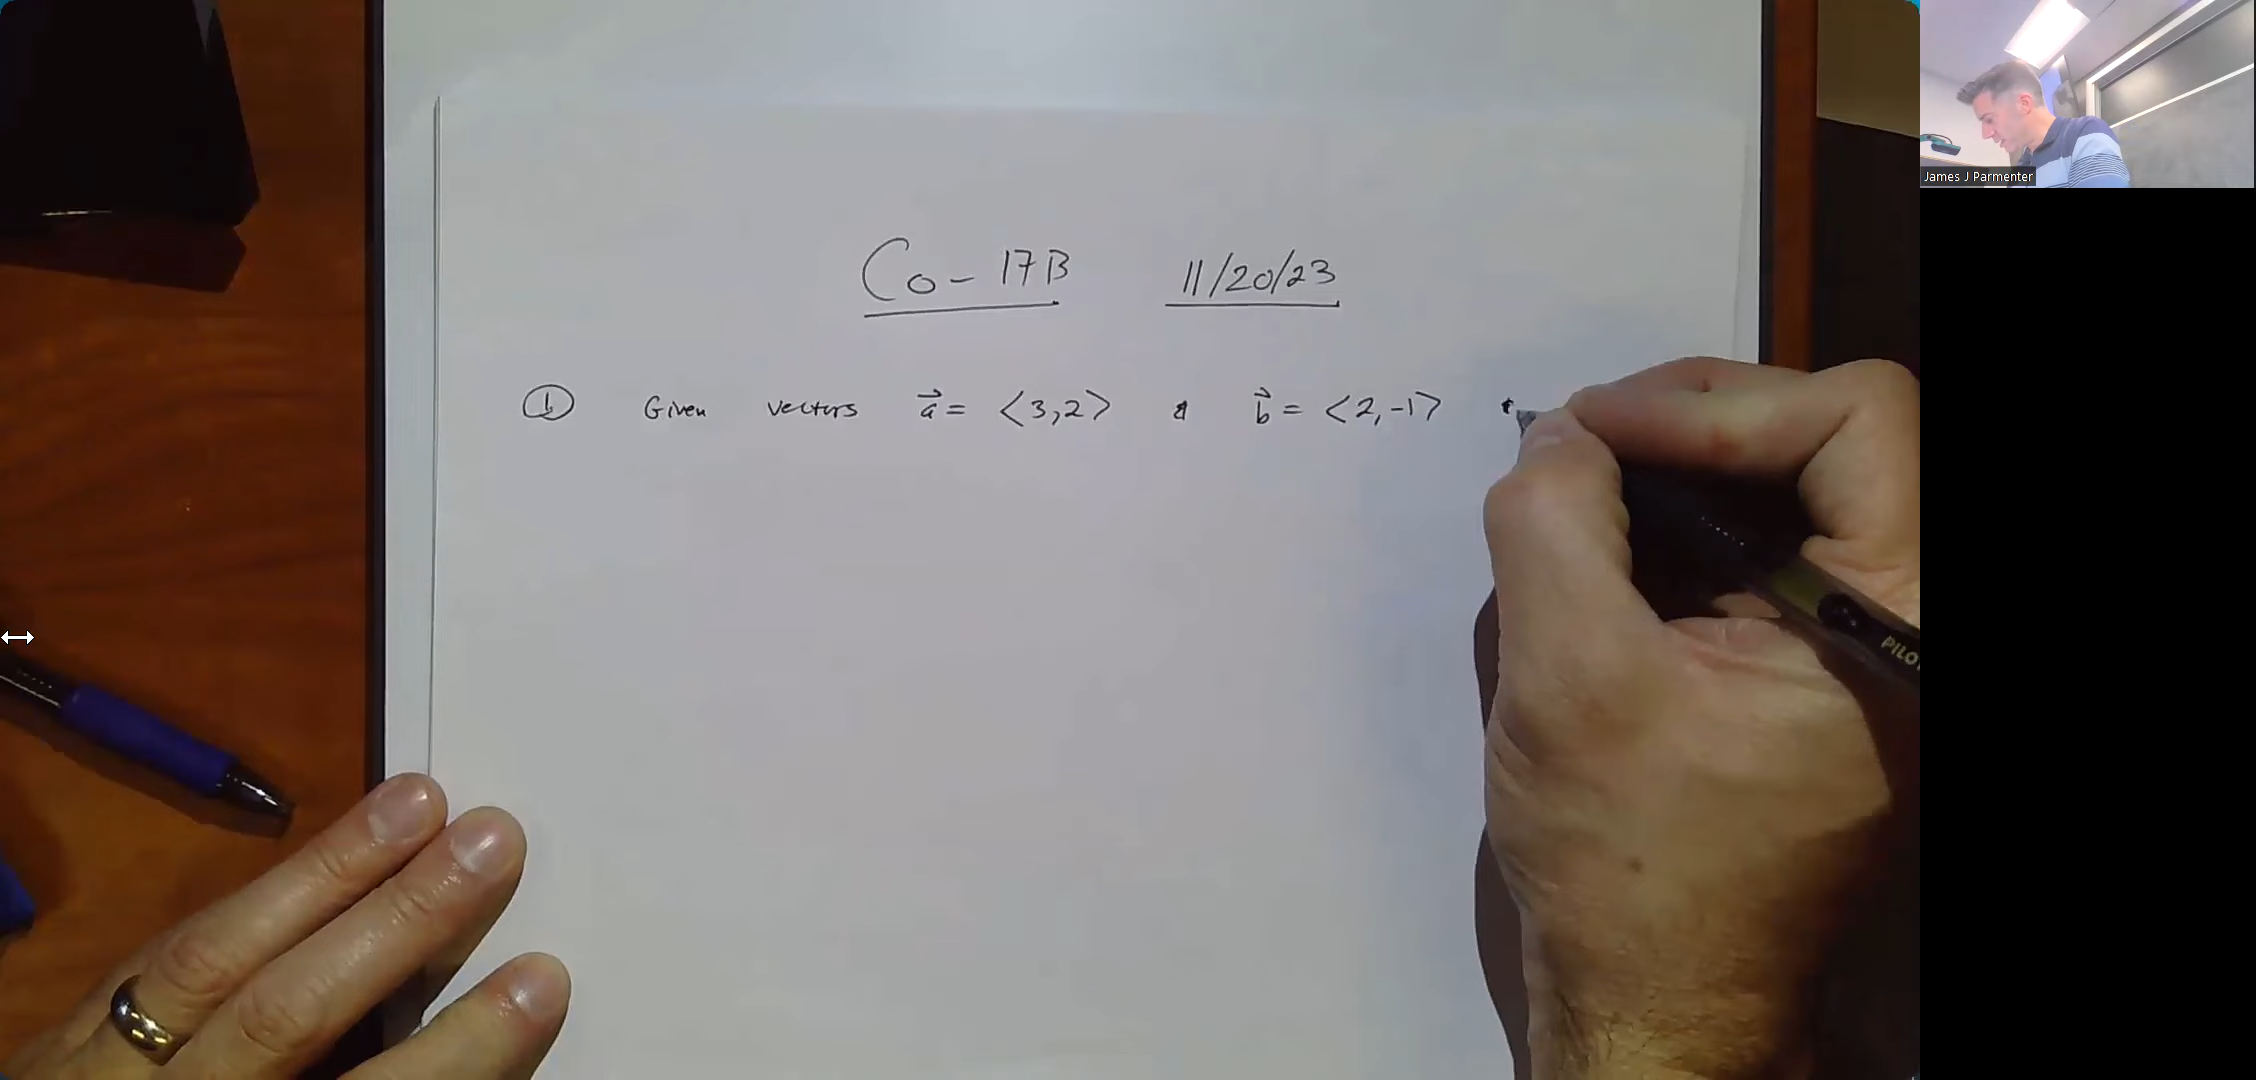 Co-17B 11/20/23
① Given vectors a⃗ = <3,2> & b⃗ = <2,-1>
James J Parmenter